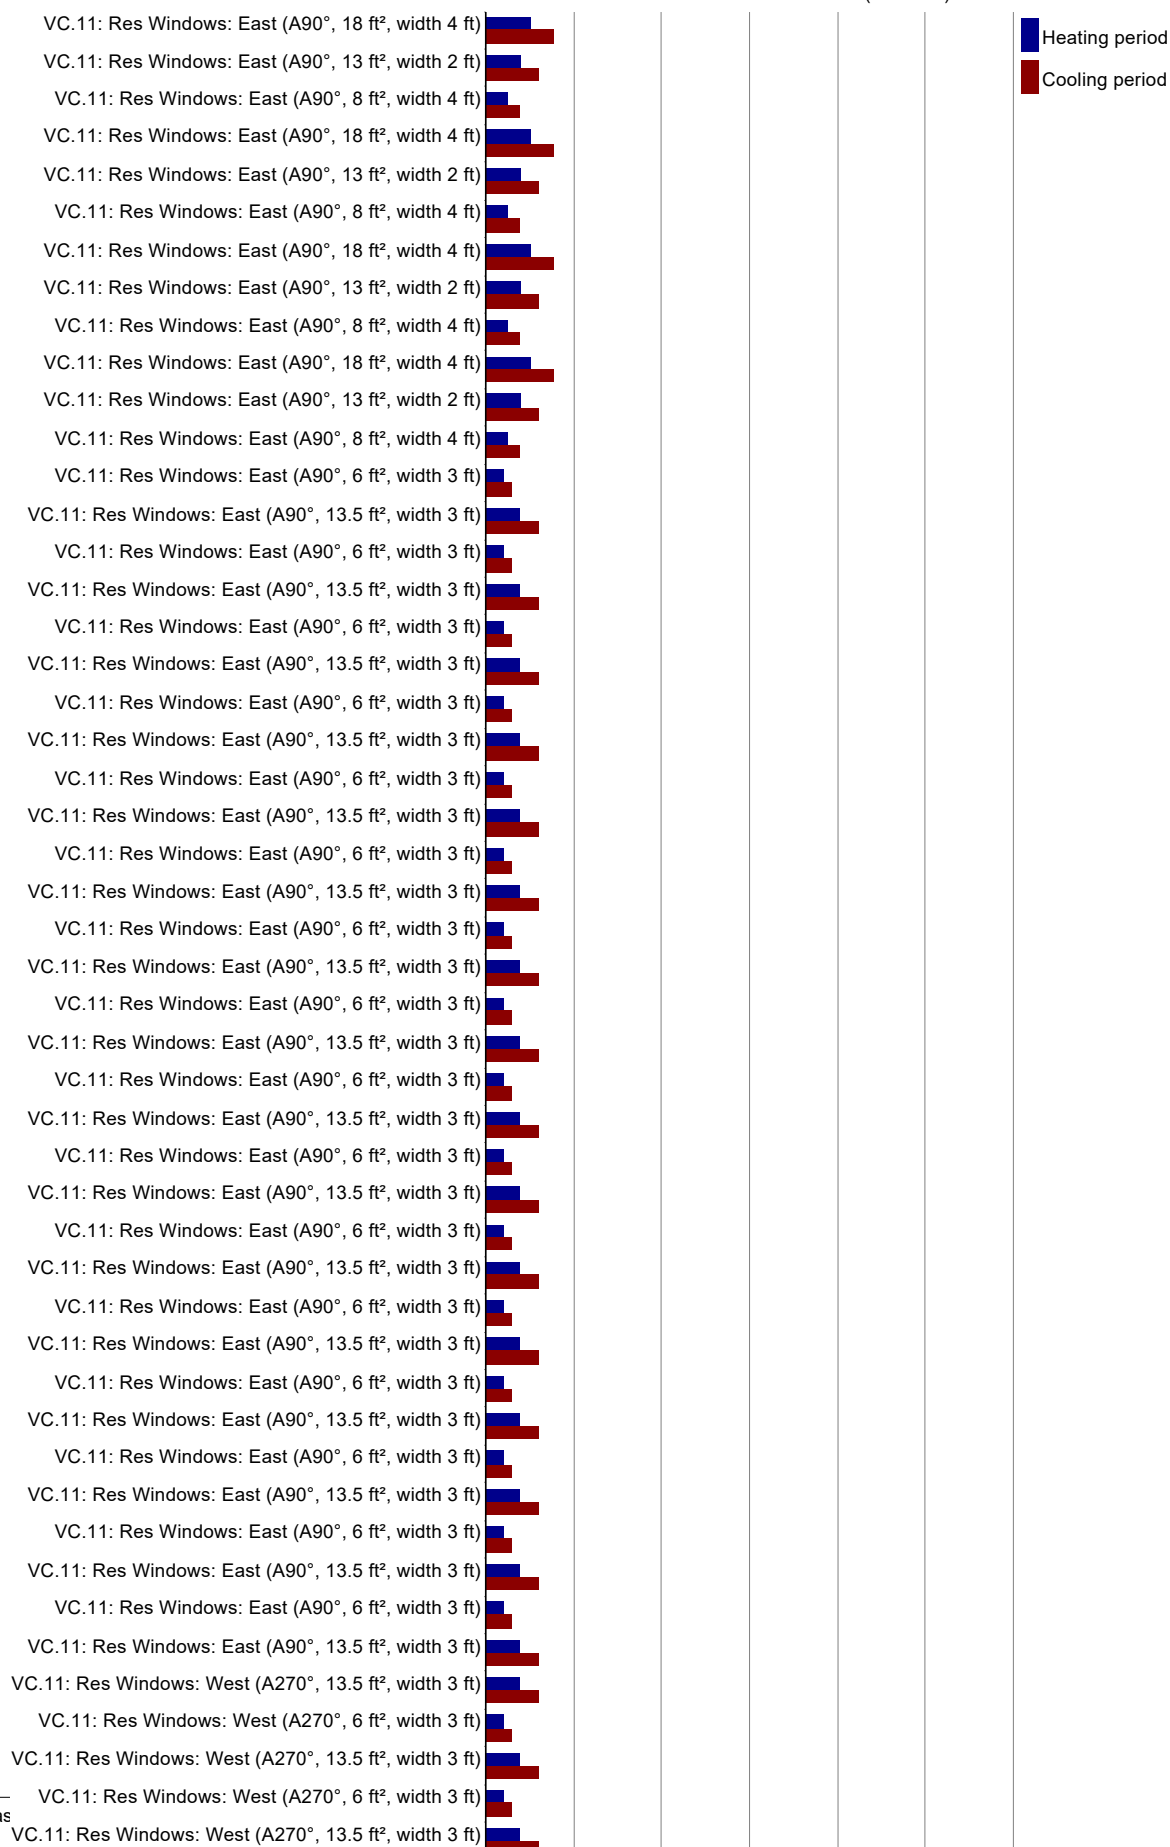 VC.11: Res Windows: East (A90°, 18 ft², width 4 ft)
Heating period
VC.11: Res Windows: East (A90°, 13 ft², width 2 ft)
Cooling period
VC.11: Res Windows: East (A90°, 8 ft², width 4 ft)
VC.11: Res Windows: East (A90°, 18 ft², width 4 ft)
VC.11: Res Windows: East (A90°, 13 ft², width 2 ft)
VC.11: Res Windows: East (A90°, 8 ft², width 4 ft)
VC.11: Res Windows: East (A90°, 18 ft², width 4 ft)
VC.11: Res Windows: East (A90°, 13 ft², width 2 ft)
VC.11: Res Windows: East (A90°, 8 ft², width 4 ft)
VC.11: Res Windows: East (A90°, 18 ft², width 4 ft)
VC.11: Res Windows: East (A90°, 13 ft², width 2 ft)
VC.11: Res Windows: East (A90°, 8 ft², width 4 ft)
VC.11: Res Windows: East (A90°, 6 ft², width 3 ft)
VC.11: Res Windows: East (A90°, 13.5 ft², width 3 ft)
VC.11: Res Windows: East (A90°, 6 ft², width 3 ft)
VC.11: Res Windows: East (A90°, 13.5 ft², width 3 ft)
VC.11: Res Windows: East (A90°, 6 ft², width 3 ft)
VC.11: Res Windows: East (A90°, 13.5 ft², width 3 ft)
VC.11: Res Windows: East (A90°, 6 ft², width 3 ft)
VC.11: Res Windows: East (A90°, 13.5 ft², width 3 ft)
VC.11: Res Windows: East (A90°, 6 ft², width 3 ft)
VC.11: Res Windows: East (A90°, 13.5 ft², width 3 ft)
VC.11: Res Windows: East (A90°, 6 ft², width 3 ft)
VC.11: Res Windows: East (A90°, 13.5 ft², width 3 ft)
VC.11: Res Windows: East (A90°, 6 ft², width 3 ft)
VC.11: Res Windows: East (A90°, 13.5 ft², width 3 ft)
VC.11: Res Windows: East (A90°, 6 ft², width 3 ft)
VC.11: Res Windows: East (A90°, 13.5 ft², width 3 ft)
VC.11: Res Windows: East (A90°, 6 ft², width 3 ft)
VC.11: Res Windows: East (A90°, 13.5 ft², width 3 ft)
VC.11: Res Windows: East (A90°, 6 ft², width 3 ft)
VC.11: Res Windows: East (A90°, 13.5 ft², width 3 ft)
VC.11: Res Windows: East (A90°, 6 ft², width 3 ft)
VC.11: Res Windows: East (A90°, 13.5 ft², width 3 ft)
VC.11: Res Windows: East (A90°, 6 ft², width 3 ft)
VC.11: Res Windows: East (A90°, 13.5 ft², width 3 ft)
VC.11: Res Windows: East (A90°, 6 ft², width 3 ft)
VC.11: Res Windows: East (A90°, 13.5 ft², width 3 ft)
VC.11: Res Windows: East (A90°, 6 ft², width 3 ft)
VC.11: Res Windows: East (A90°, 13.5 ft², width 3 ft)
VC.11: Res Windows: East (A90°, 6 ft², width 3 ft)
VC.11: Res Windows: East (A90°, 13.5 ft², width 3 ft)
VC.11: Res Windows: East (A90°, 6 ft², width 3 ft)
VC.11: Res Windows: East (A90°, 13.5 ft², width 3 ft)
VC.11: Res Windows: West (A270°, 13.5 ft², width 3 ft)
VC.11: Res Windows: West (A270°, 6 ft², width 3 ft)
VC.11: Res Windows: West (A270°, 13.5 ft², width 3 ft)
VC.11: Res Windows: West (A270°, 6 ft², width 3 ft)
VC.11: Res Windows: West (A270°, 13.5 ft², width 3 ft)